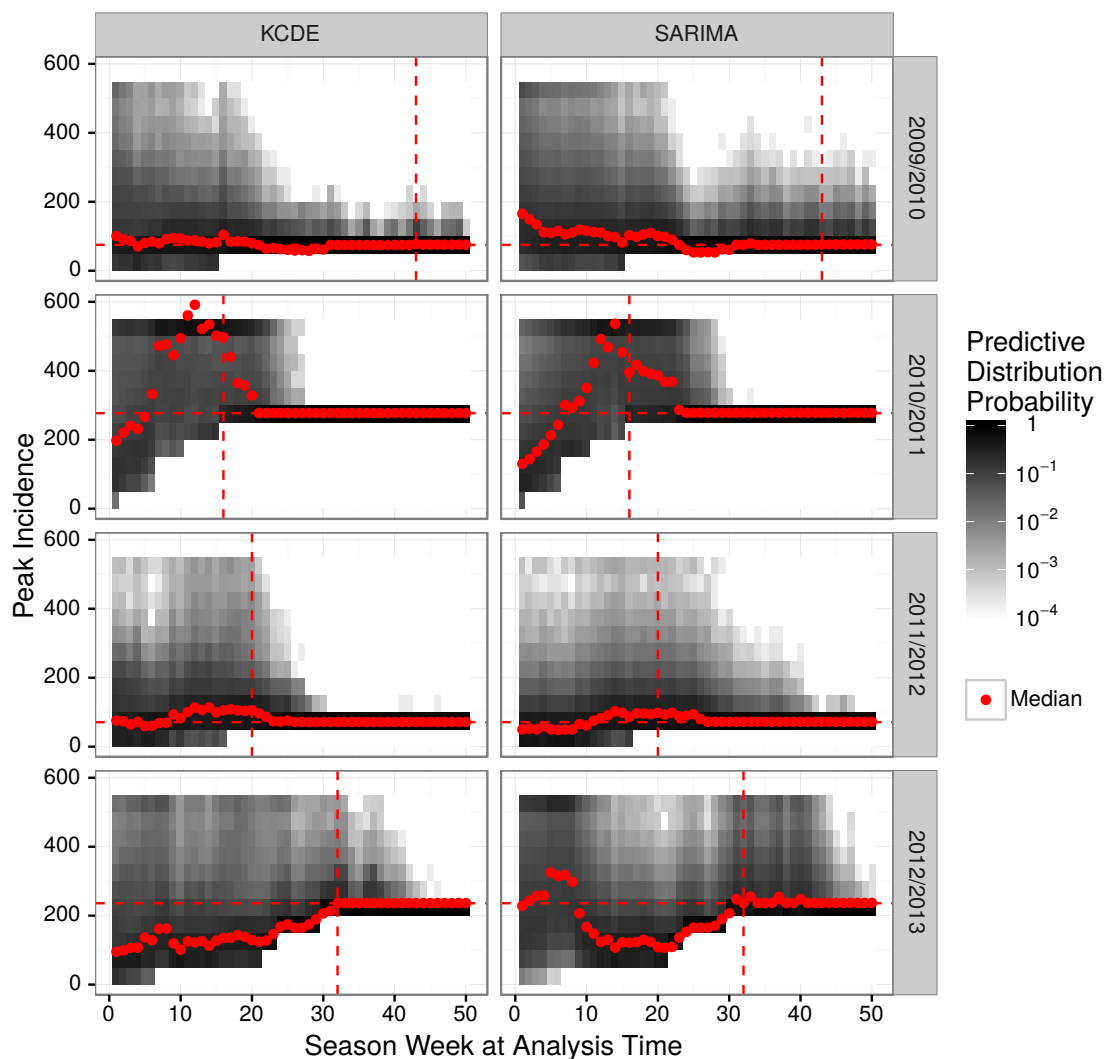 KCDE
SARIMA
600
400
200
0
2009/2010
600
400
200
0
2010/2011
600
400
200
0
2011/2012
600
400
200
0
2012/2013
0 10 20 30 40 50
0 10 20 30 40 50
Peak Incidence
Season Week at Analysis Time
Predictive
Distribution
Probability
1
10⁻¹
10⁻²
10⁻³
10⁻⁴
Median